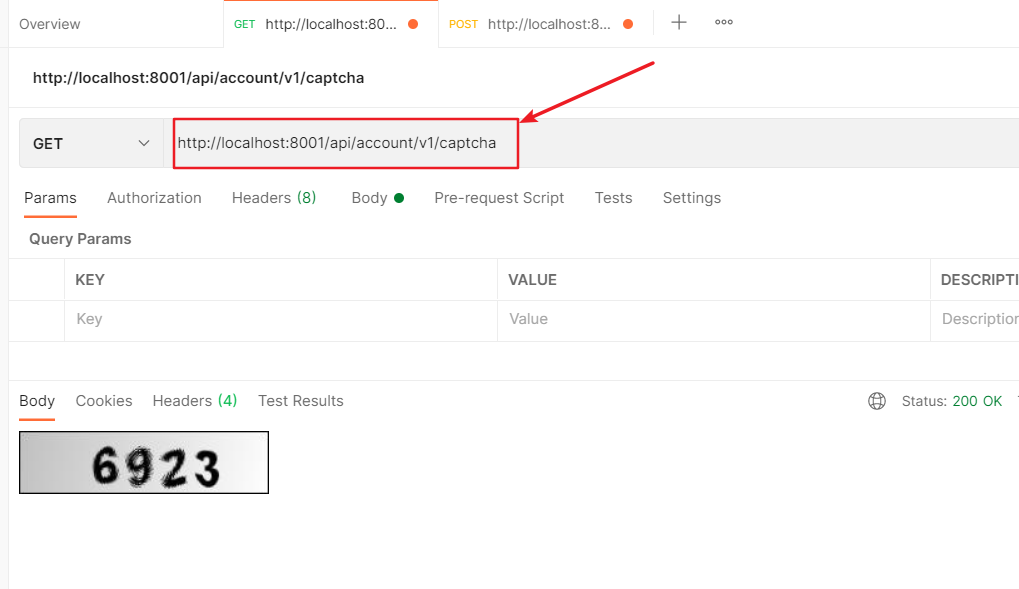 Overview GET http://localhost:80... POST http://localhost:8...
http://localhost:8001/api/account/v1/captcha
GET http://localhost:8001/api/account/v1/captcha
Params Authorization Headers (8) Body Pre-request Script Tests Settings
Query Params
KEY VALUE DESCRIPTI
Key Value Description
Body Cookies Headers (4) Test Results Status: 200 OK
6923